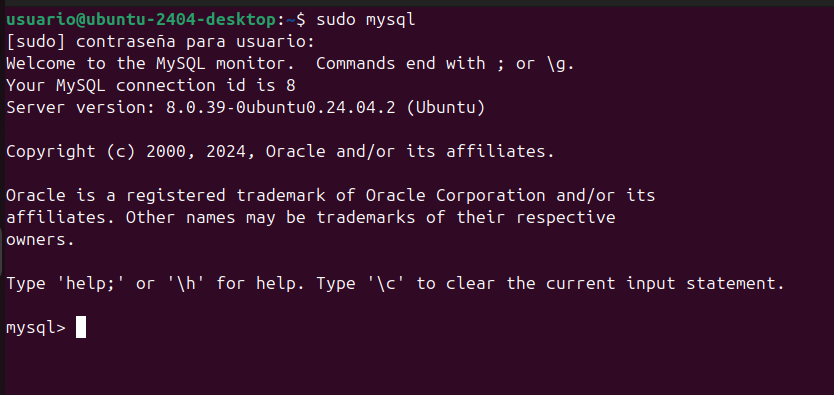 usuario@ubuntu-2404-desktop:~$ sudo mysql
[sudo] contraseña para usuario:
Welcome to the MySQL monitor.  Commands end with ; or \g.
Your MySQL connection id is 8
Server version: 8.0.39-0ubuntu0.24.04.2 (Ubuntu)
Copyright (c) 2000, 2024, Oracle and/or its affiliates.
Oracle is a registered trademark of Oracle Corporation and/or its
affiliates. Other names may be trademarks of their respective
owners.
Type 'help;' or '\h' for help. Type '\c' to clear the current input statement.
mysql>